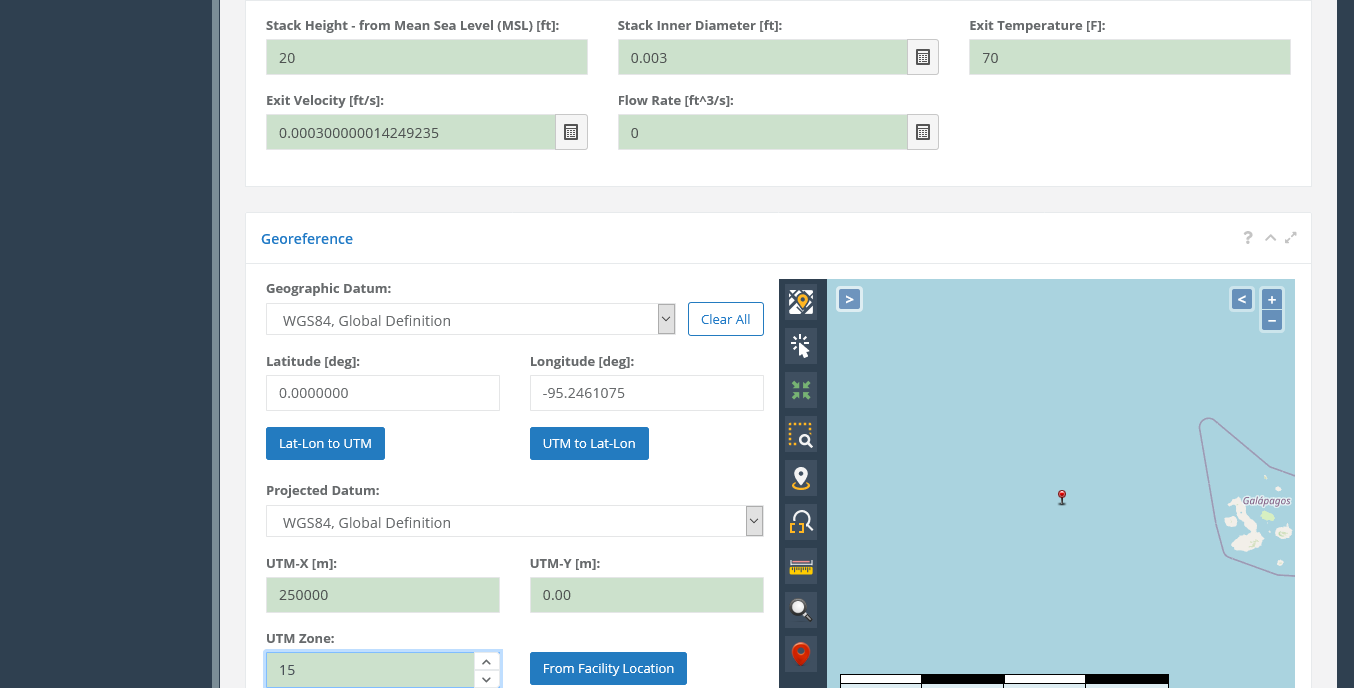 Stack Height - from Mean Sea Level (MSL) [ft]: Stack Inner Diameter [ft]: Exit Temperature [F]:
20 0.003 70
Exit Velocity [ft/s]: Flow Rate [ft^3/s]:
0.000300000014249235 0
Georeference ?
Geographic Datum:
WGS84, Global Definition Clear All
Latitude [deg]: Longitude [deg]:
0.0000000 -95.2461075
Lat-Lon to UTM UTM to Lat-Lon
Projected Datum:
WGS84, Global Definition
UTM-X [m]: UTM-Y [m]:
250000 0.00
UTM Zone:
15 From Facility Location
> < +
−
Galápagos